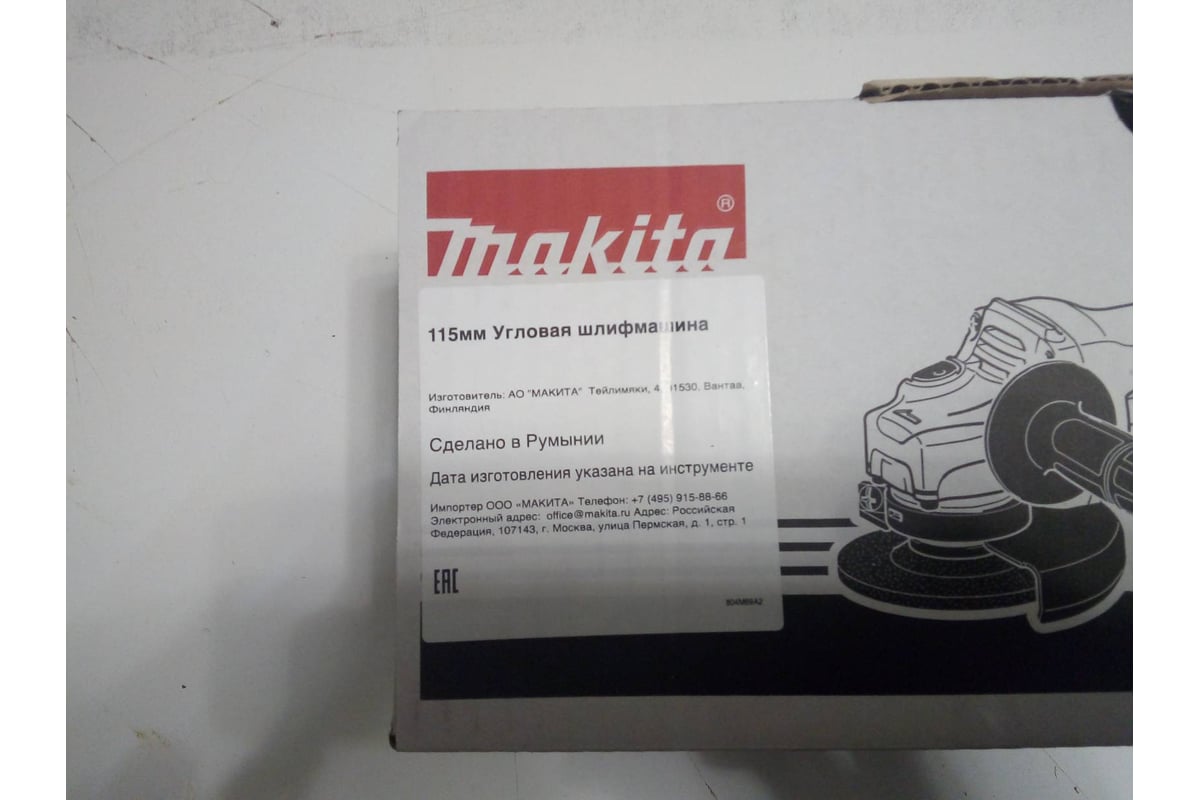 makita®
115мм Угловая шлифмашина
Изготовитель: АО "МАКИТА" Тейлимяки, 4, 01530, Вантаа,
Финляндия
Сделано в Румынии
Дата изготовления указана на инструменте
Импортер ООО «МАКИТА» Телефон: +7 (495) 915-88-66
Электронный адрес: office@makita.ru Адрес: Российская
Федерация, 107143, г. Москва, улица Пермская, д. 1, стр. 1
EAC
804M69A2